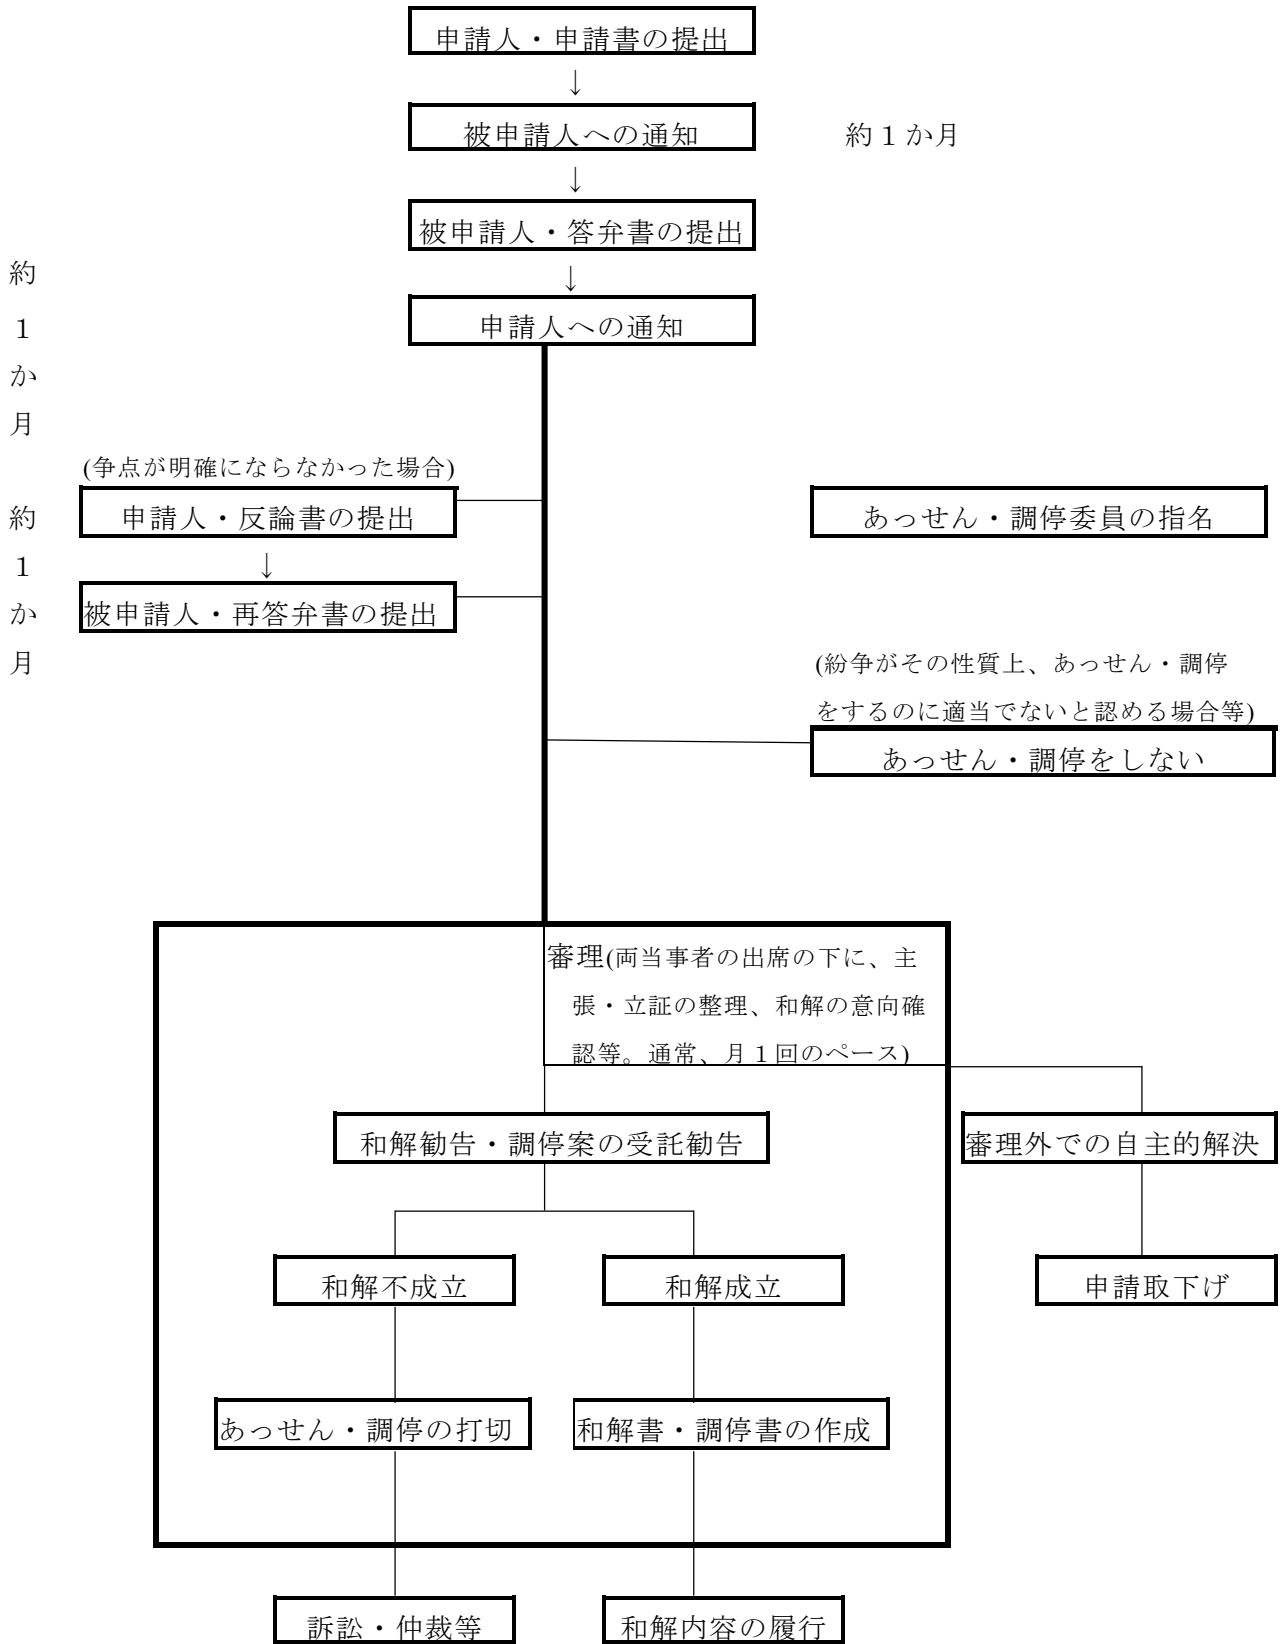 申請人・申請書の提出
↓
被申請人への通知
約１か月
↓
被申請人・答弁書の提出
↓
申請人への通知
約１か月
(争点が明確にならなかった場合)
申請人・反論書の提出
↓
被申請人・再答弁書の提出
約１か月
あっせん・調停委員の指名
(紛争がその性質上、あっせん・調停
をするのに適当でないと認める場合等)
あっせん・調停をしない
審理(両当事者の出席の下に、主
張・立証の整理、和解の意向確
認等。通常、月１回のペース)
和解勧告・調停案の受託勧告
審理外での自主的解決
和解不成立
和解成立
申請取下げ
あっせん・調停の打切
和解書・調停書の作成
訴訟・仲裁等
和解内容の履行